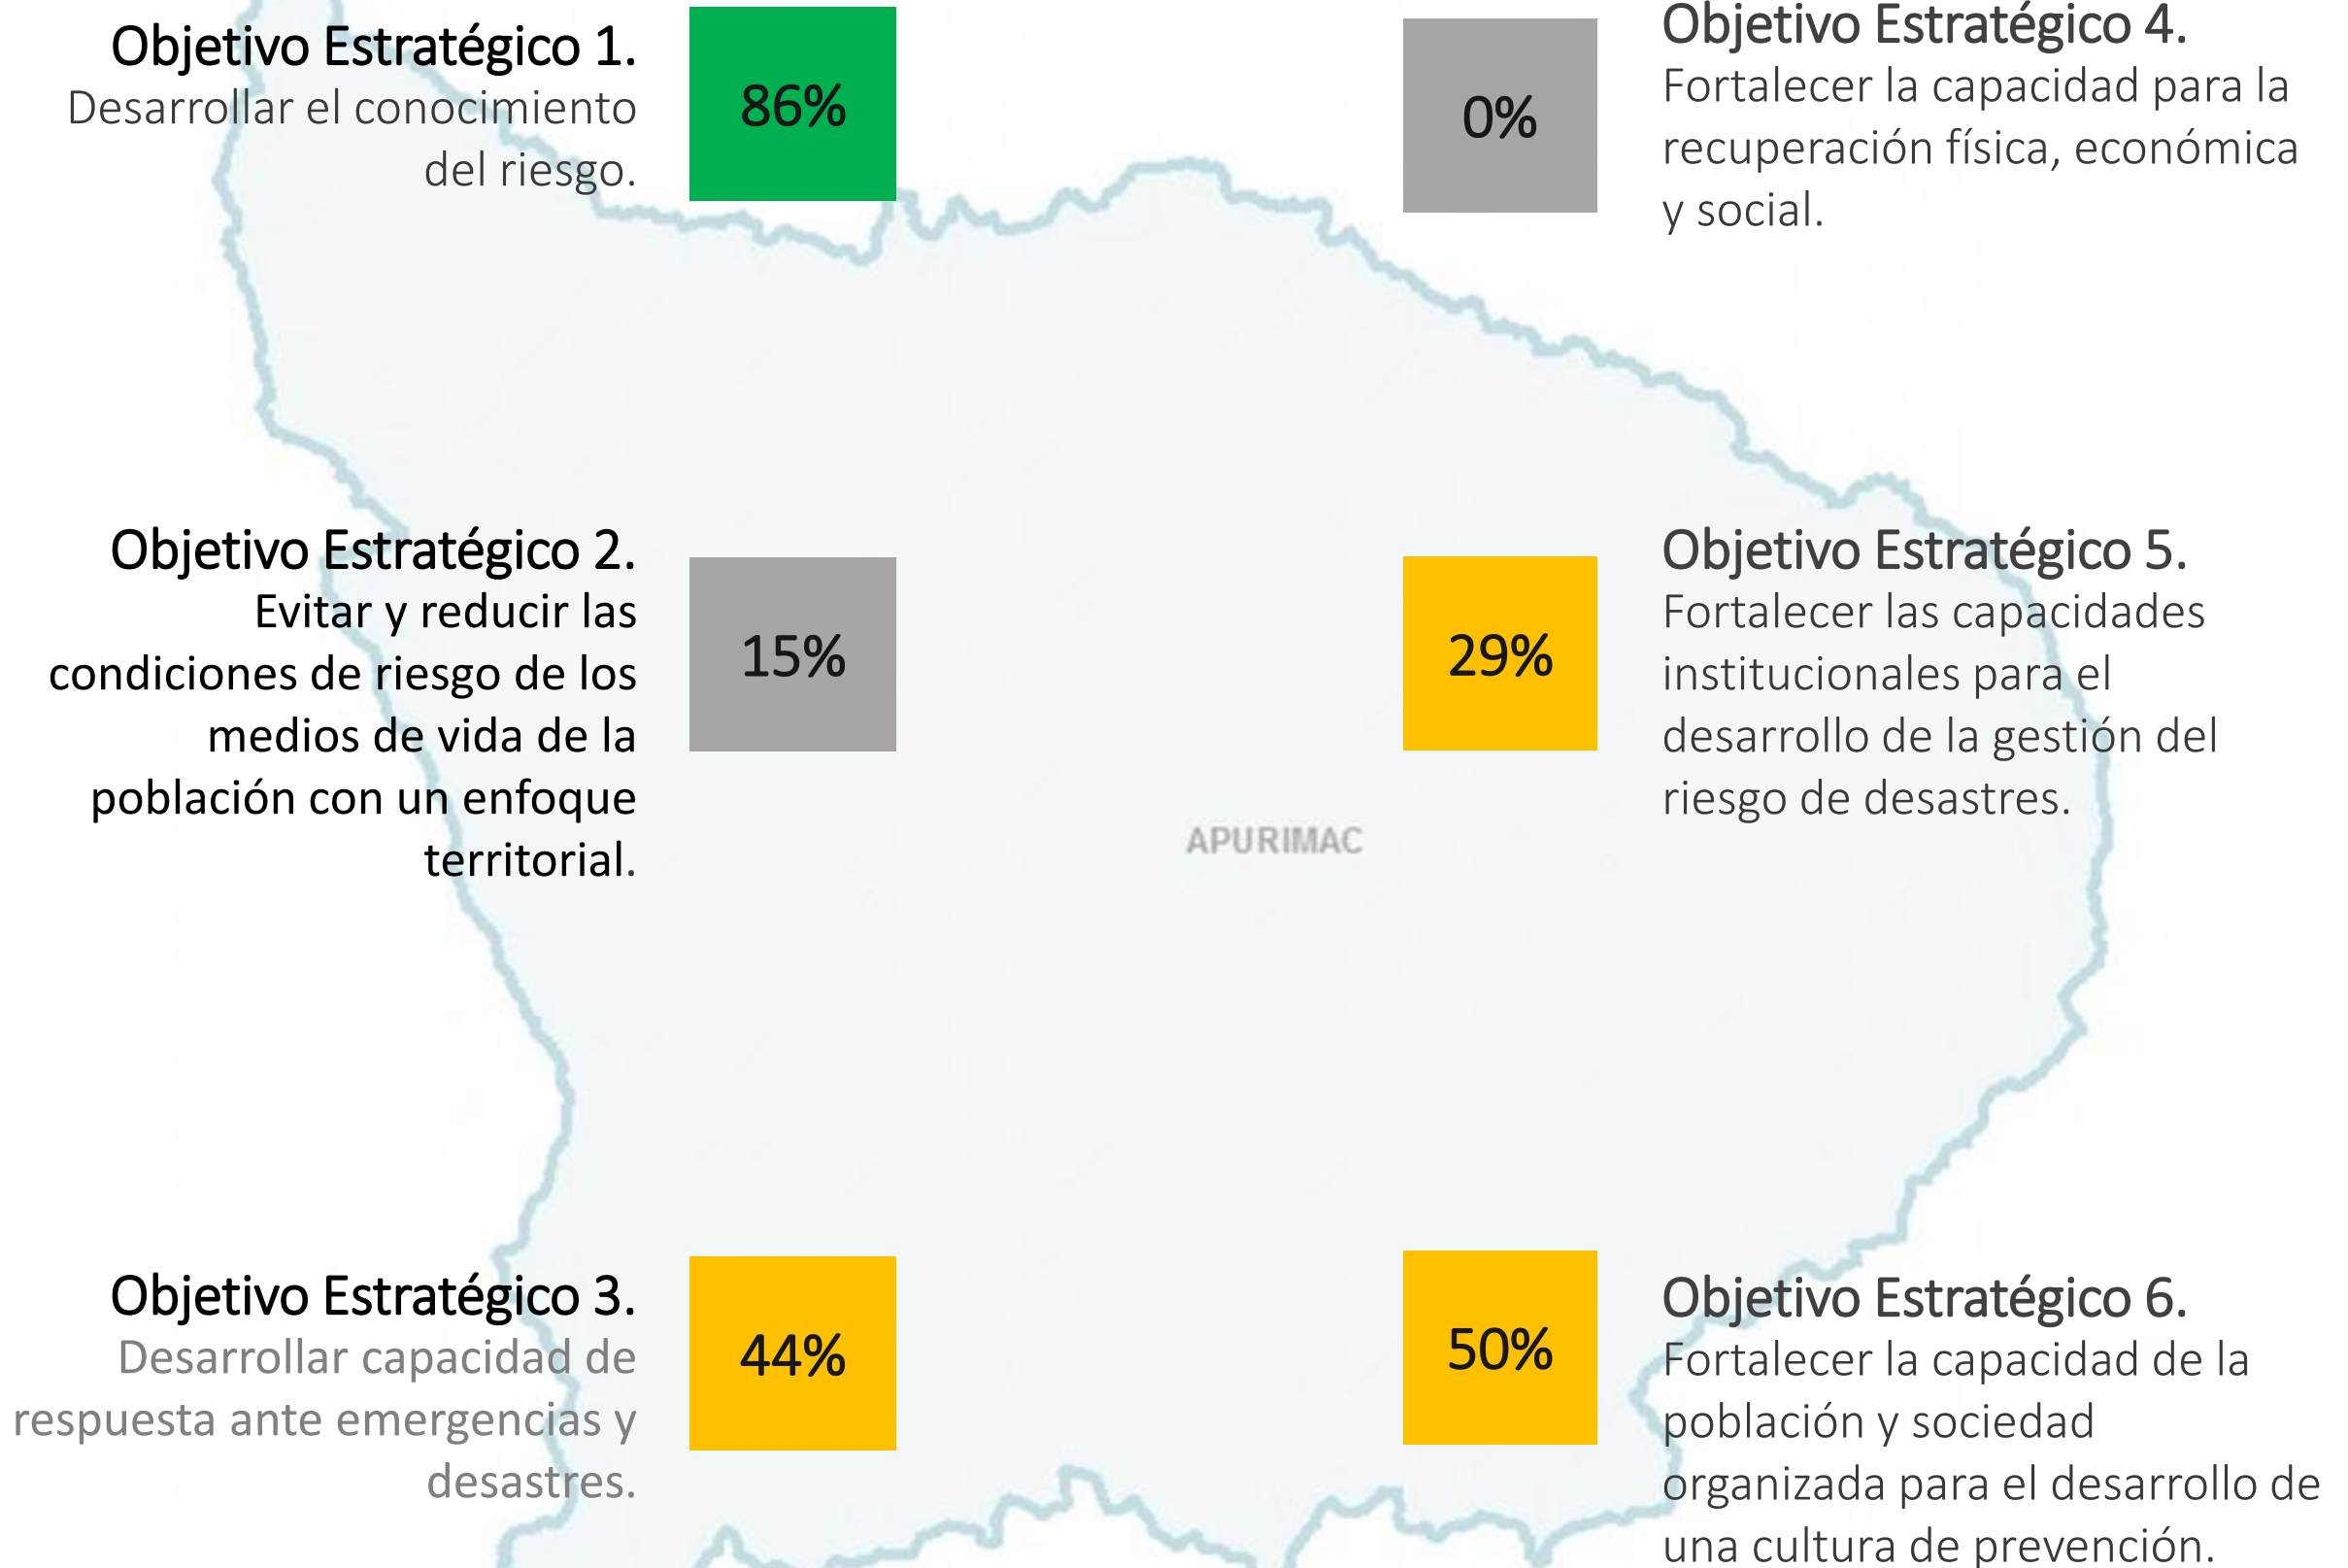 Objetivo Estratégico 1.
Desarrollar el conocimiento
del riesgo.
86%
Objetivo Estratégico 2.
Evitar y reducir las
condiciones de riesgo de los
medios de vida de la
población con un enfoque
territorial.
15%
Objetivo Estratégico 3.
Desarrollar capacidad de
respuesta ante emergencias y
desastres.
44%
APURIMAC
0%
Objetivo Estratégico 4.
Fortalecer la capacidad para la
recuperación física, económica
y social.
29%
Objetivo Estratégico 5.
Fortalecer las capacidades
institucionales para el
desarrollo de la gestión del
riesgo de desastres.
50%
Objetivo Estratégico 6.
Fortalecer la capacidad de la
población y sociedad
organizada para el desarrollo de
una cultura de prevención.